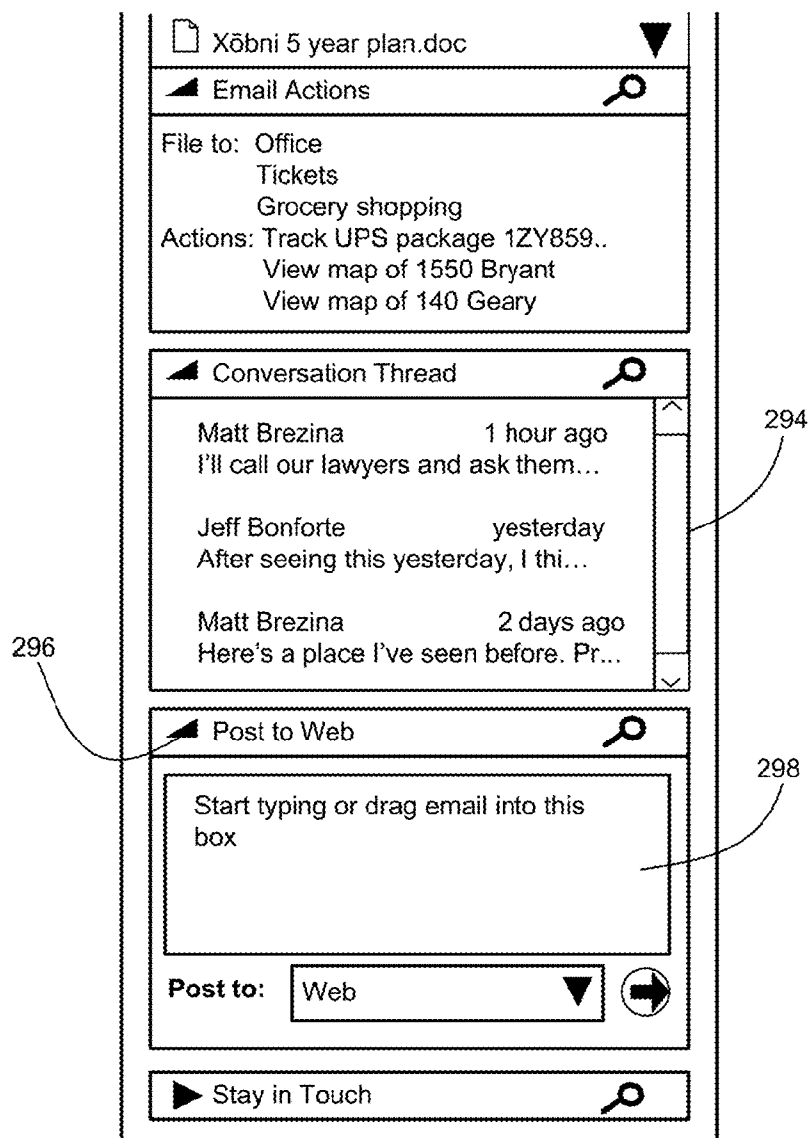 Xōbni 5 year plan.doc
Email Actions
File to: Office
Tickets
Grocery shopping
Actions: Track UPS package 1ZY859..
View map of 1550 Bryant
View map of 140 Geary
Conversation Thread
294
Matt Brezina 1 hour ago
I'll call our lawyers and ask them...
Jeff Bonforte yesterday
After seeing this yesterday, I thi...
Matt Brezina 2 days ago
Here's a place I've seen before. Pr...
296
Post to Web
298
Start typing or drag email into this
box
Post to: Web
Stay in Touch